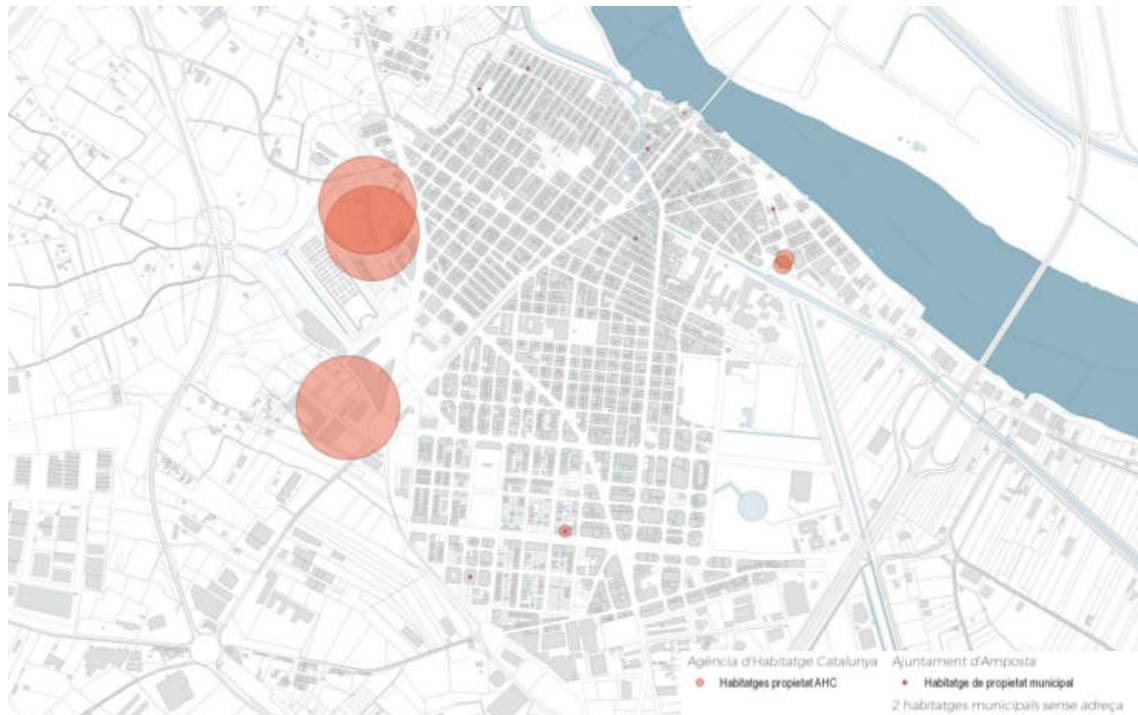 Agència d'Habitatge Catalunya
Habitatges propietat AHC
Ajuntament d'Amposta
Habitatge de propietat municipal
2 habitatges municipals sense adreça